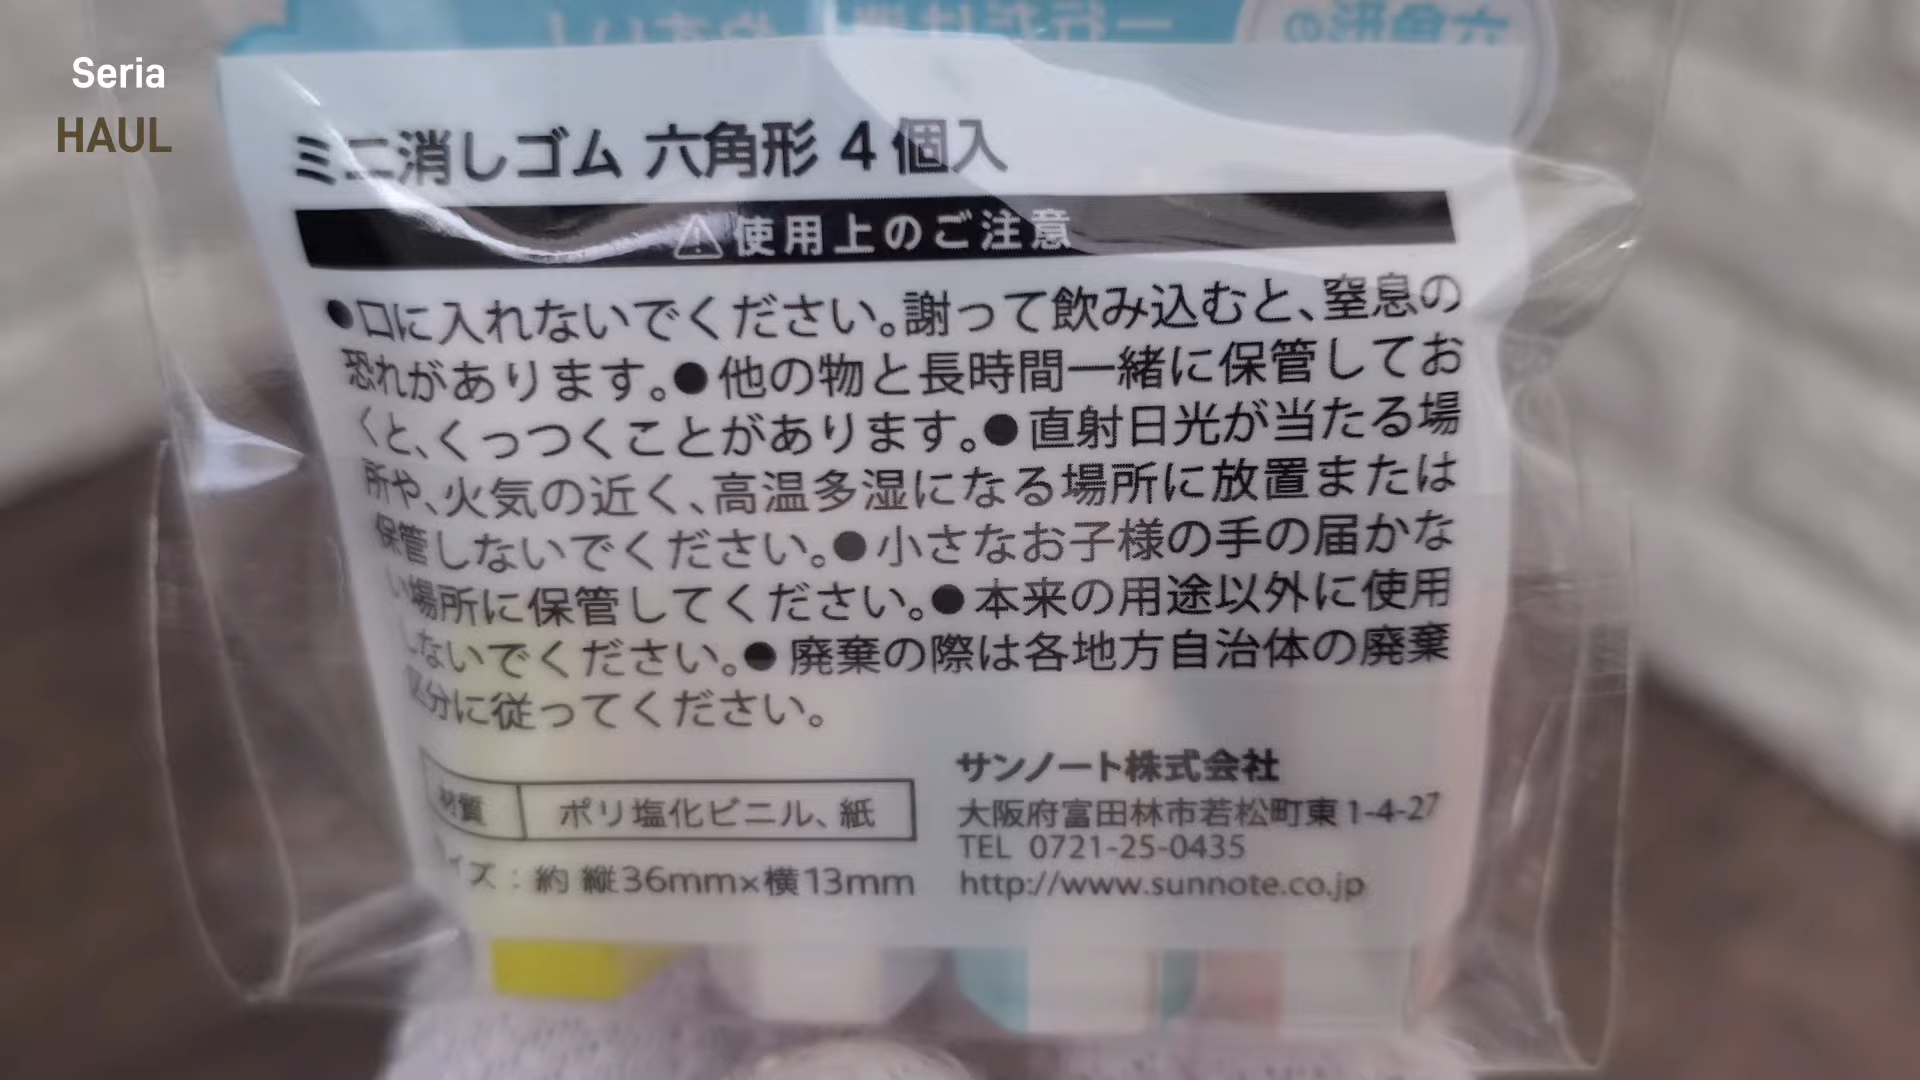 Seria
HAUL
ミニ消しゴム 六角形 4個入
⚠使用上のご注意
●口に入れないでください。謝って飲み込むと、窒息の
恐れがあります。●他の物と長時間一緒に保管してお
くと、くっつくことがあります。●直射日光が当たる場
所や、火気の近く、高温多湿になる場所に放置または
保管しないでください。●小さなお子様の手の届かな
い場所に保管してください。●本来の用途以外に使用
しないでください。●廃棄の際は各地方自治体の廃棄
区分に従ってください。
材質 ポリ塩化ビニル、紙
イズ：約 縦36mm×横13mm
サンノート株式会社
大阪府富田林市若松町東1-4-27
TEL 0721-25-0435
http://www.sunnote.co.jp